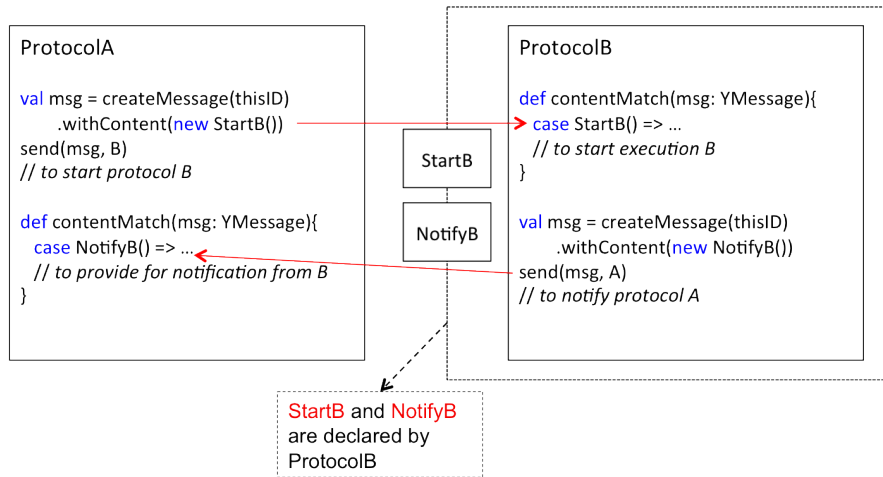 ProtocolA
val msg = createMessage(thisID)
.withContent(new StartB())
send(msg, B)
// to start protocol B
def contentMatch(msg: YMessage){
case NotifyB() => ...
// to provide for notification from B
}
StartB
NotifyB
ProtocolB
def contentMatch(msg: YMessage){
case StartB() => ...
// to start execution B
}
val msg = createMessage(thisID)
.withContent(new NotifyB())
send(msg, A)
// to notify protocol A
StartB and NotifyB
are declared by
ProtocolB